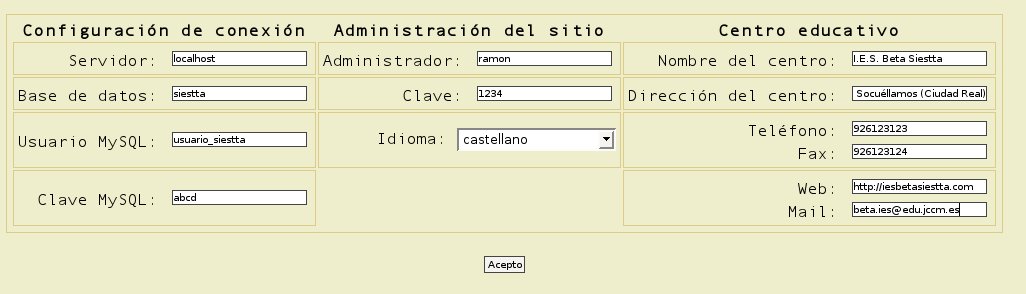 Configuración de conexión
Servidor: localhost
Base de datos: siestta
Usuario MySQL: usuario_siestta
Clave MySQL: abcd
Administración del sitio
Administrador: ramon
Clave: 1234
Idioma: castellano
Centro educativo
Nombre del centro: I.E.S. Beta Siestta
Dirección del centro: Socuéllamos (Ciudad Real)
Teléfono: 926123123
Fax: 926123124
Web: http://iesbetasiestta.com
Mail: beta.ies@edu.jccm.es
Acepto